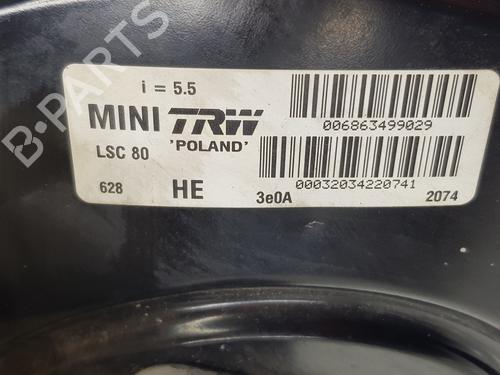 B-PARTS
i = 5.5
MINI TRW
006863499029
LSC 80 'POLAND'
00032034220741
628 HE 3e0A 2074